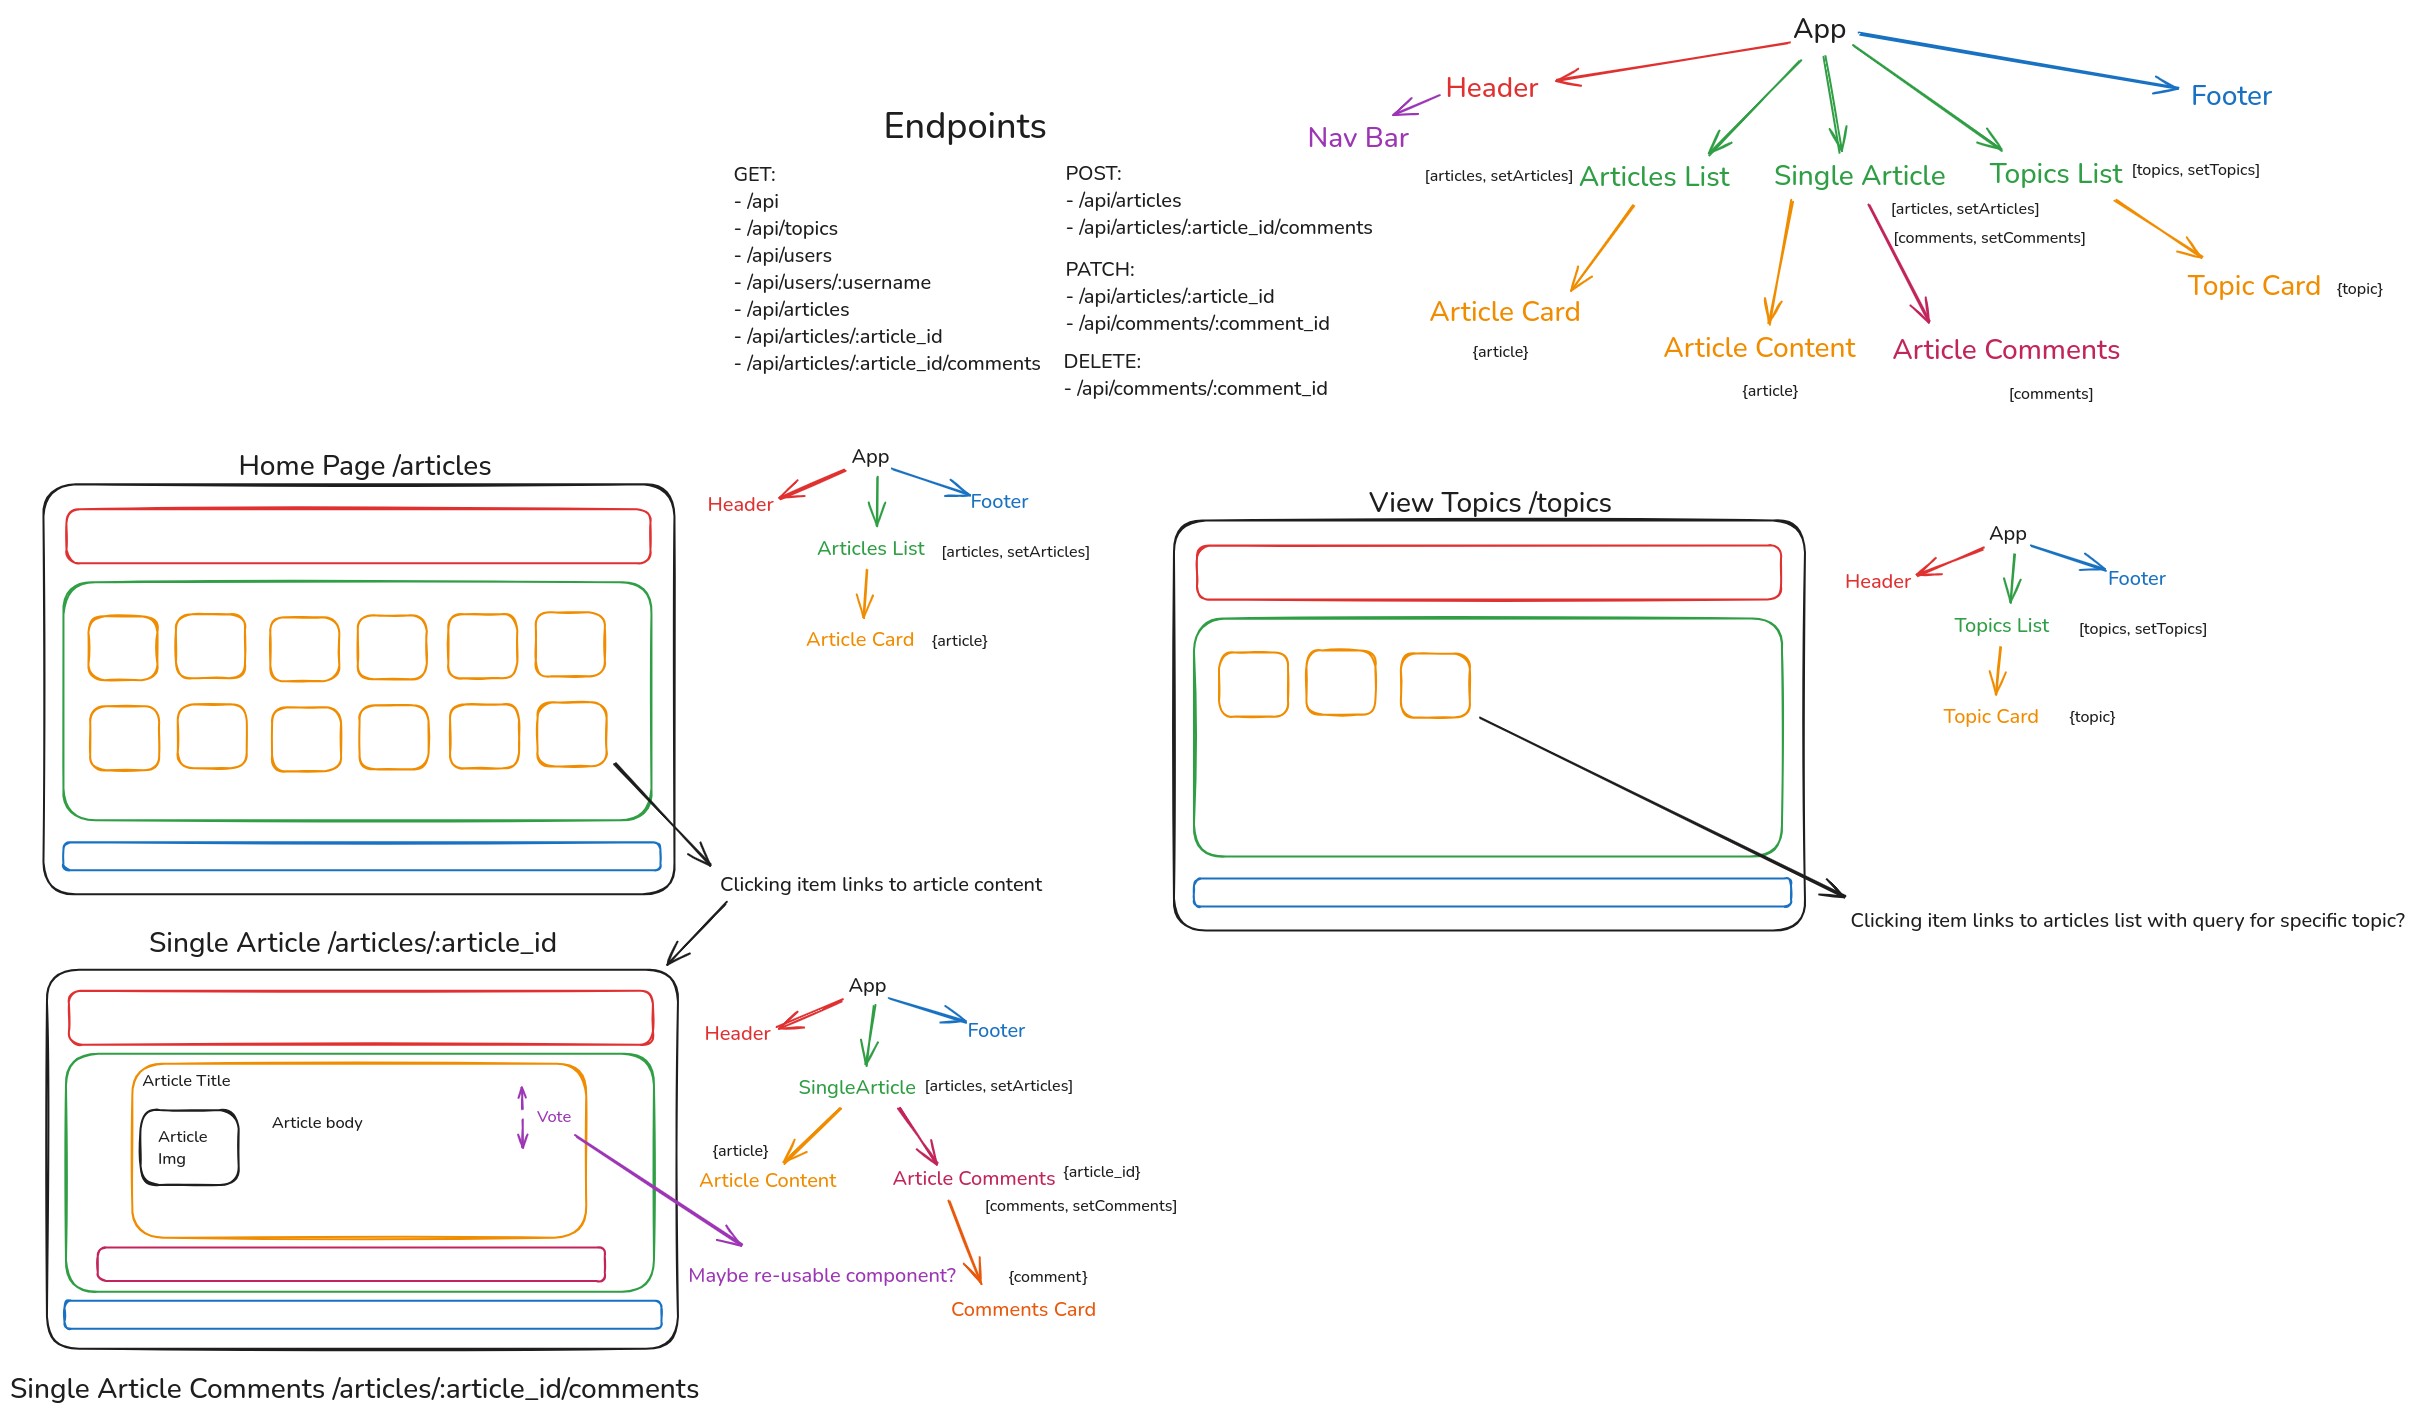 App
Header
Nav Bar
Footer
[articles, setArticles]
Articles List
Single Article
Topics List
[topics, setTopics]
[articles, setArticles]
[comments, setComments]
Article Card
{article}
Article Content
{article}
Article Comments
[comments]
Topic Card
{topic}
Endpoints
GET:
- /api
- /api/topics
- /api/users
- /api/users/:username
- /api/articles
- /api/articles/:article_id
- /api/articles/:article_id/comments
POST:
- /api/articles
- /api/articles/:article_id/comments
PATCH:
- /api/articles/:article_id
- /api/comments/:comment_id
DELETE:
- /api/comments/:comment_id
Home Page /articles
App
Header
Footer
Articles List
[articles, setArticles]
Article Card
{article}
Clicking item links to article content
View Topics /topics
App
Header
Footer
Topics List
[topics, setTopics]
Topic Card
{topic}
Clicking item links to articles list with query for specific topic?
Single Article /articles/:article_id
Article Title
Article
Img
Article body
Vote
App
Header
Footer
SingleArticle
[articles, setArticles]
{article}
Article Content
Article Comments
{article_id}
[comments, setComments]
Maybe re-usable component?
{comment}
Comments Card
Single Article Comments /articles/:article_id/comments